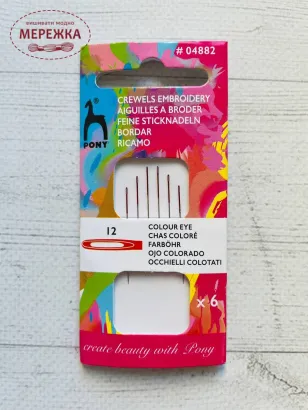 вишивати модно
МЕРЕЖКА
# 04882
PONY
CREWELS EMBROIDERY
AIGUILLES A BRODER
FEINE STICKNADELN
BORDAR
RICAMO
12
COLOUR EYE
CHAS COLORÉ
FARBÖHR
OJO COLORADO
OCCHIELLI COLOTATI
x 6
create beauty with Pony